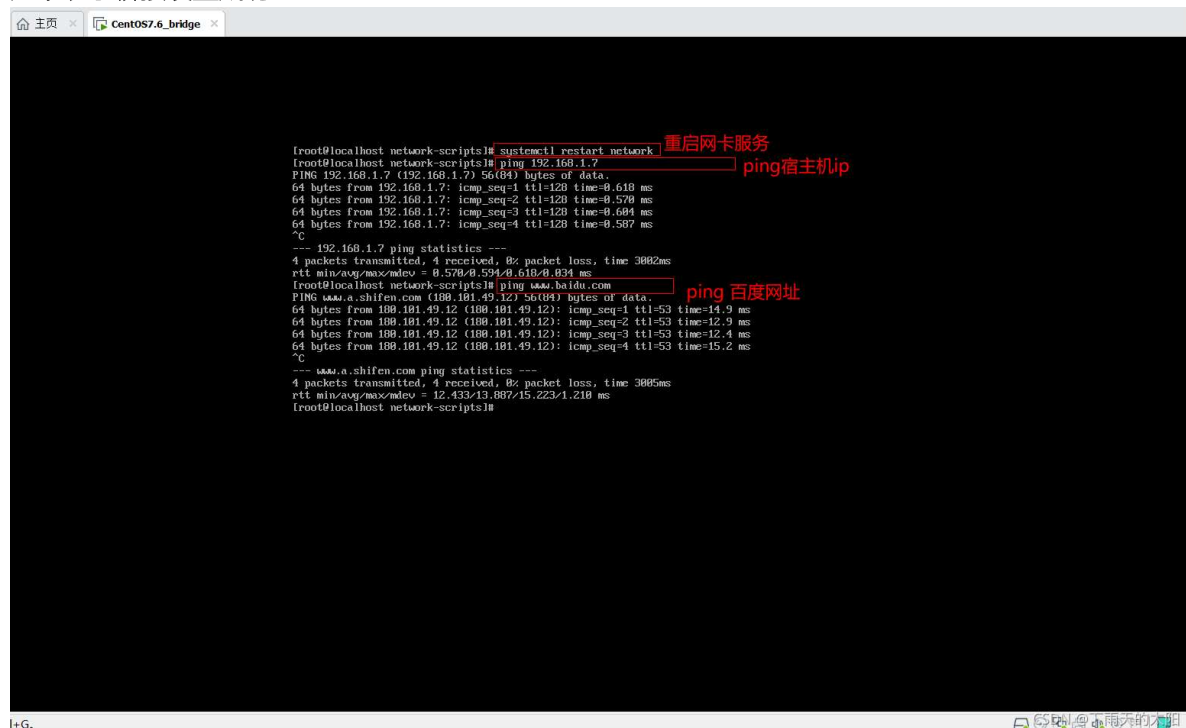 主页 × CentOS7.6_bridge ×
[root@localhost network-scripts]# systemctl restart network 重启网卡服务
[root@localhost network-scripts]# ping 192.168.1.7 ping宿主机ip
PING 192.168.1.7 (192.168.1.7) 56(84) bytes of data.
64 bytes from 192.168.1.7: icmp_seq=1 ttl=128 time=0.618 ms
64 bytes from 192.168.1.7: icmp_seq=2 ttl=128 time=0.570 ms
64 bytes from 192.168.1.7: icmp_seq=3 ttl=128 time=0.604 ms
64 bytes from 192.168.1.7: icmp_seq=4 ttl=128 time=0.587 ms
^C
--- 192.168.1.7 ping statistics ---
4 packets transmitted, 4 received, 0% packet loss, time 3002ms
rtt min/avg/max/mdev = 0.570/0.594/0.618/0.034 ms
[root@localhost network-scripts]# ping www.baidu.com ping 百度网址
PING www.a.shifen.com (180.101.49.12) 56(84) bytes of data.
64 bytes from 180.101.49.12 (180.101.49.12): icmp_seq=1 ttl=53 time=14.9 ms
64 bytes from 180.101.49.12 (180.101.49.12): icmp_seq=2 ttl=53 time=12.9 ms
64 bytes from 180.101.49.12 (180.101.49.12): icmp_seq=3 ttl=53 time=12.4 ms
64 bytes from 180.101.49.12 (180.101.49.12): icmp_seq=4 ttl=53 time=15.2 ms
^C
--- www.a.shifen.com ping statistics ---
4 packets transmitted, 4 received, 0% packet loss, time 3005ms
rtt min/avg/max/mdev = 12.433/13.887/15.223/1.210 ms
[root@localhost network-scripts]#
l+G。
CSDN @下雨天的太阳